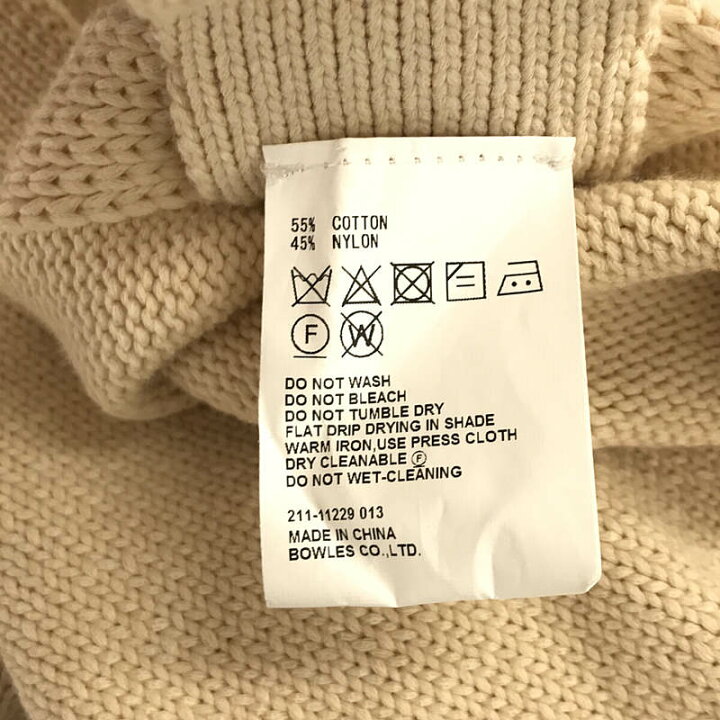 55% COTTON
45% NYLON
F W
DO NOT WASH
DO NOT BLEACH
DO NOT TUMBLE DRY
FLAT DRIP DRYING IN SHADE
WARM IRON,USE PRESS CLOTH
DRY CLEANABLE Ⓕ
DO NOT WET-CLEANING
211-11229 013
MADE IN CHINA
BOWLES CO.,LTD.